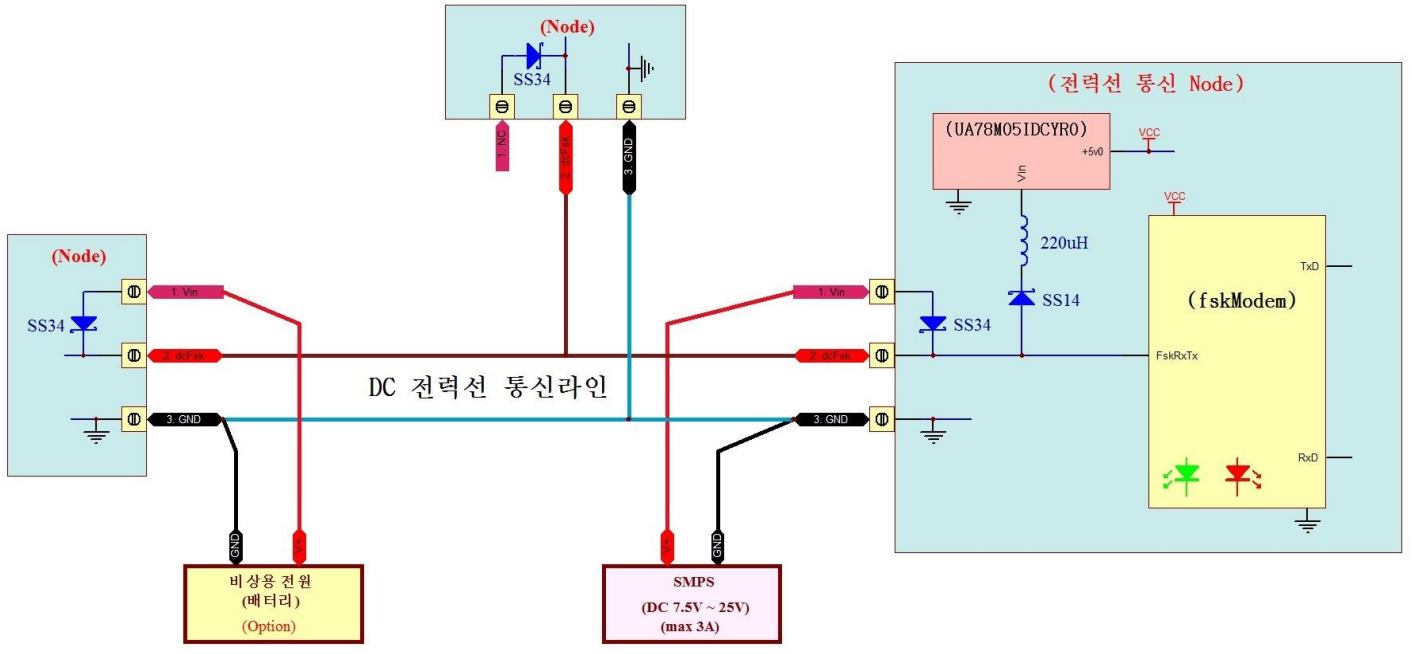 (Node)
SS34
1. NC
2. dcFsk
3. GND
(전력선 통신 Node)
(UA78M05IDCYR0)
+5v0
VCC
Vin
VCC
220uH
SS14
(fskModem)
TxD
FskRxTx
RxD
1. Vin
SS34
2. dcFsk
3. GND
(Node)
1. Vin
SS34
2. dcFsk
3. GND
DC 전력선 통신라인
GND
V+
비상용 전원
(배터리)
(Option)
V+
GND
SMPS
(DC 7.5V ~ 25V)
(max 3A)